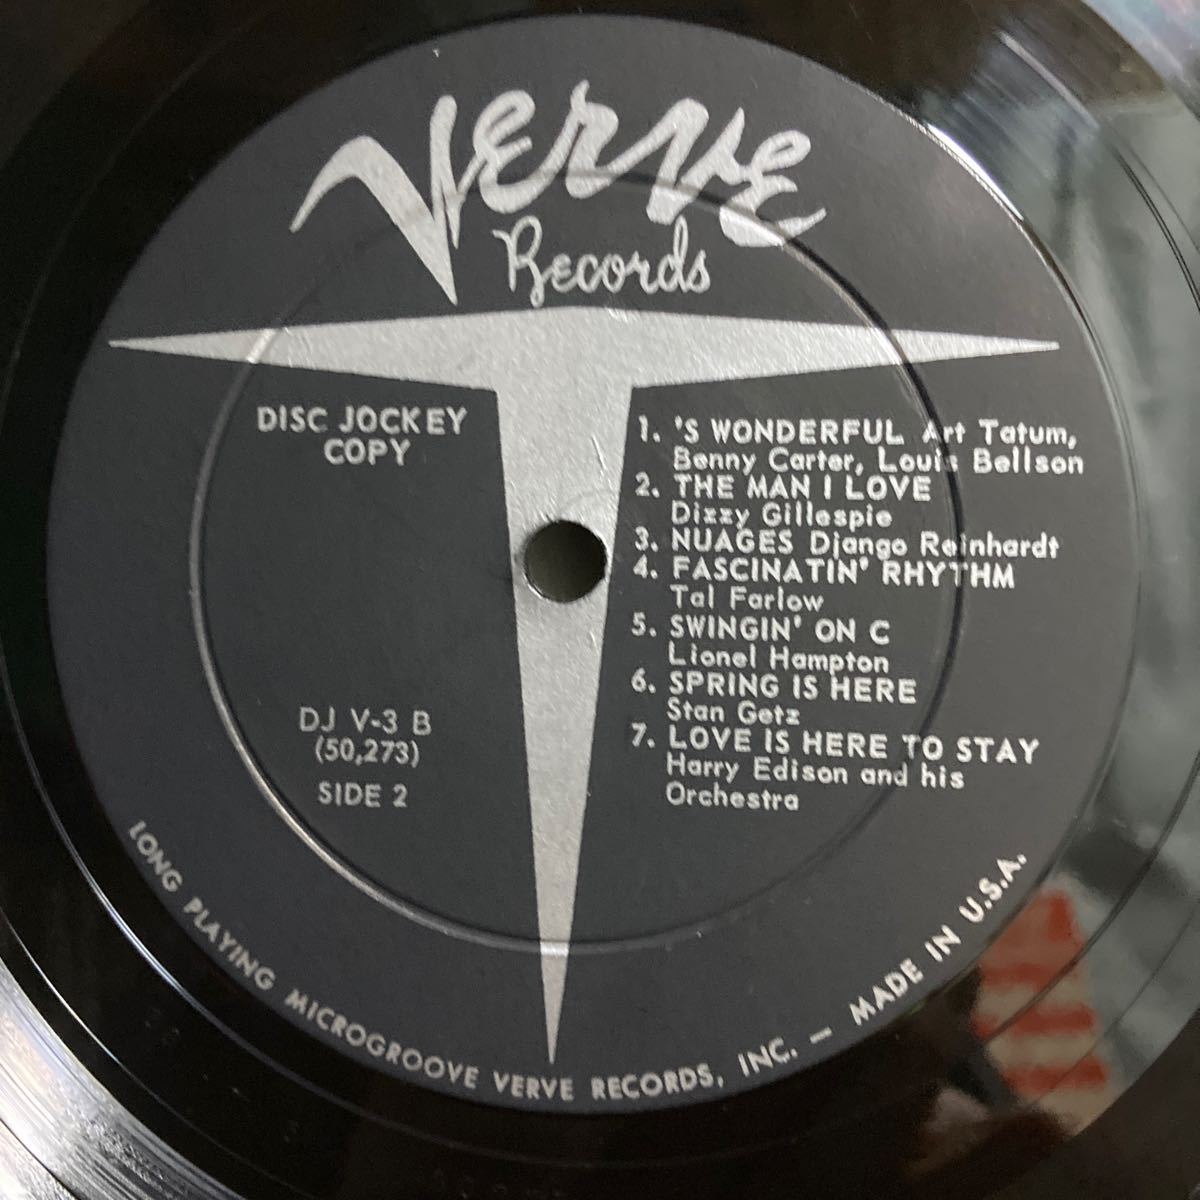 Verve
Records
DISC JOCKEY
COPY
1. 'S WONDERFUL Art Tatum,
Benny Carter, Louis Bellson
2. THE MAN I LOVE
Dizzy Gillespie
3. NUAGES Django Reinhardt
4. FASCINATIN' RHYTHM
Tal Farlow
5. SWINGIN' ON C
Lionel Hampton
6. SPRING IS HERE
Stan Getz
7. LOVE IS HERE TO STAY
Harry Edison and his
Orchestra
DJ V-3 B
(50,273)
SIDE 2
LONG PLAYING MICROGROOVE VERVE RECORDS, INC. — MADE IN U.S.A.